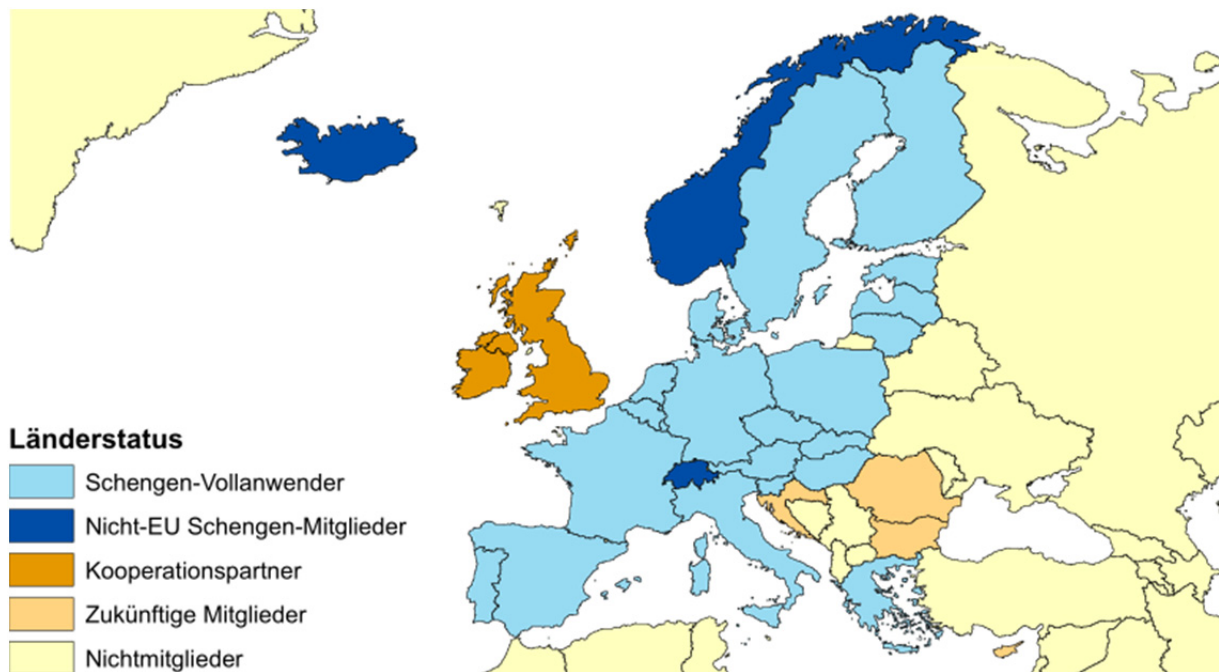 Länderstatus
Schengen-Vollanwender
Nicht-EU Schengen-Mitglieder
Kooperationspartner
Zukünftige Mitglieder
Nichtmitglieder